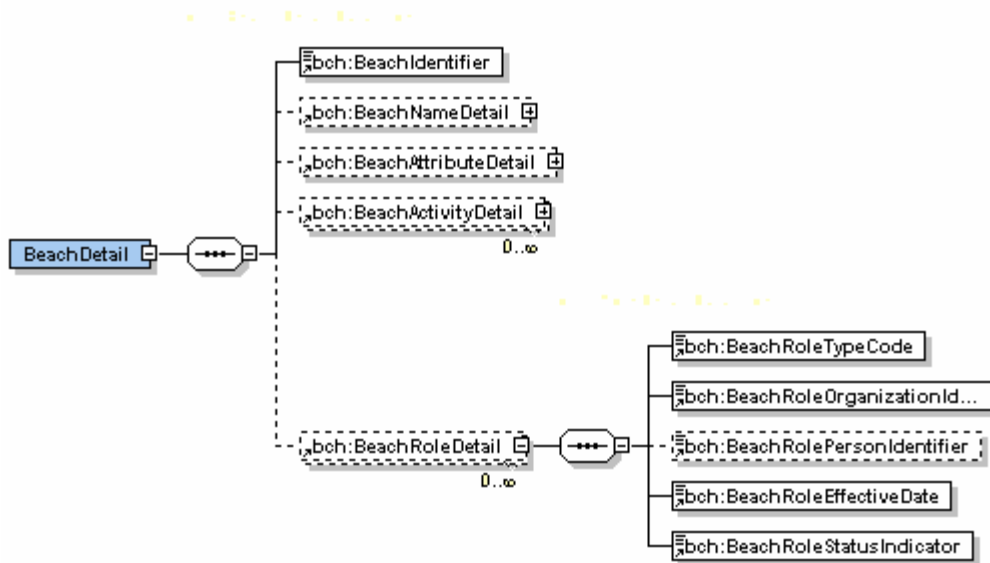 bch:BeachIdentifier
bch:BeachNameDetail
bch:BeachAttributeDetail
bch:BeachActivityDetail
0..∞
BeachDetail
bch:BeachRoleTypeCode
bch:BeachRoleOrganizationId...
bch:BeachRoleDetail
0..∞
bch:BeachRolePersonIdentifier
bch:BeachRoleEffectiveDate
bch:BeachRoleStatusIndicator